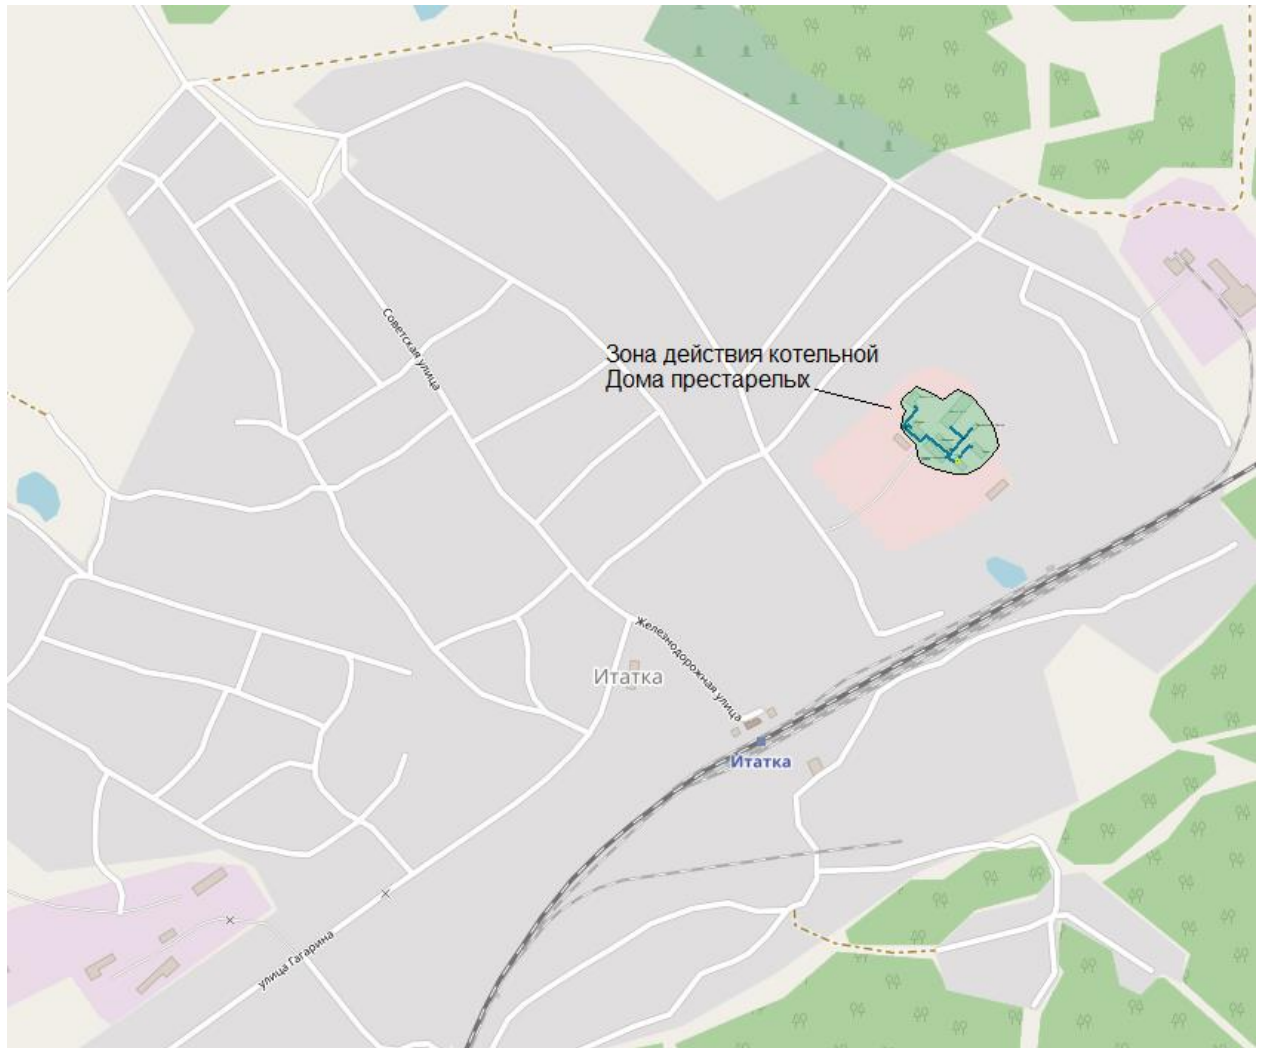 Советская улица
Зона действия котельной
Дома престарелых
Железнодорожная улица
Итатка
Итатка
улица Гагарина